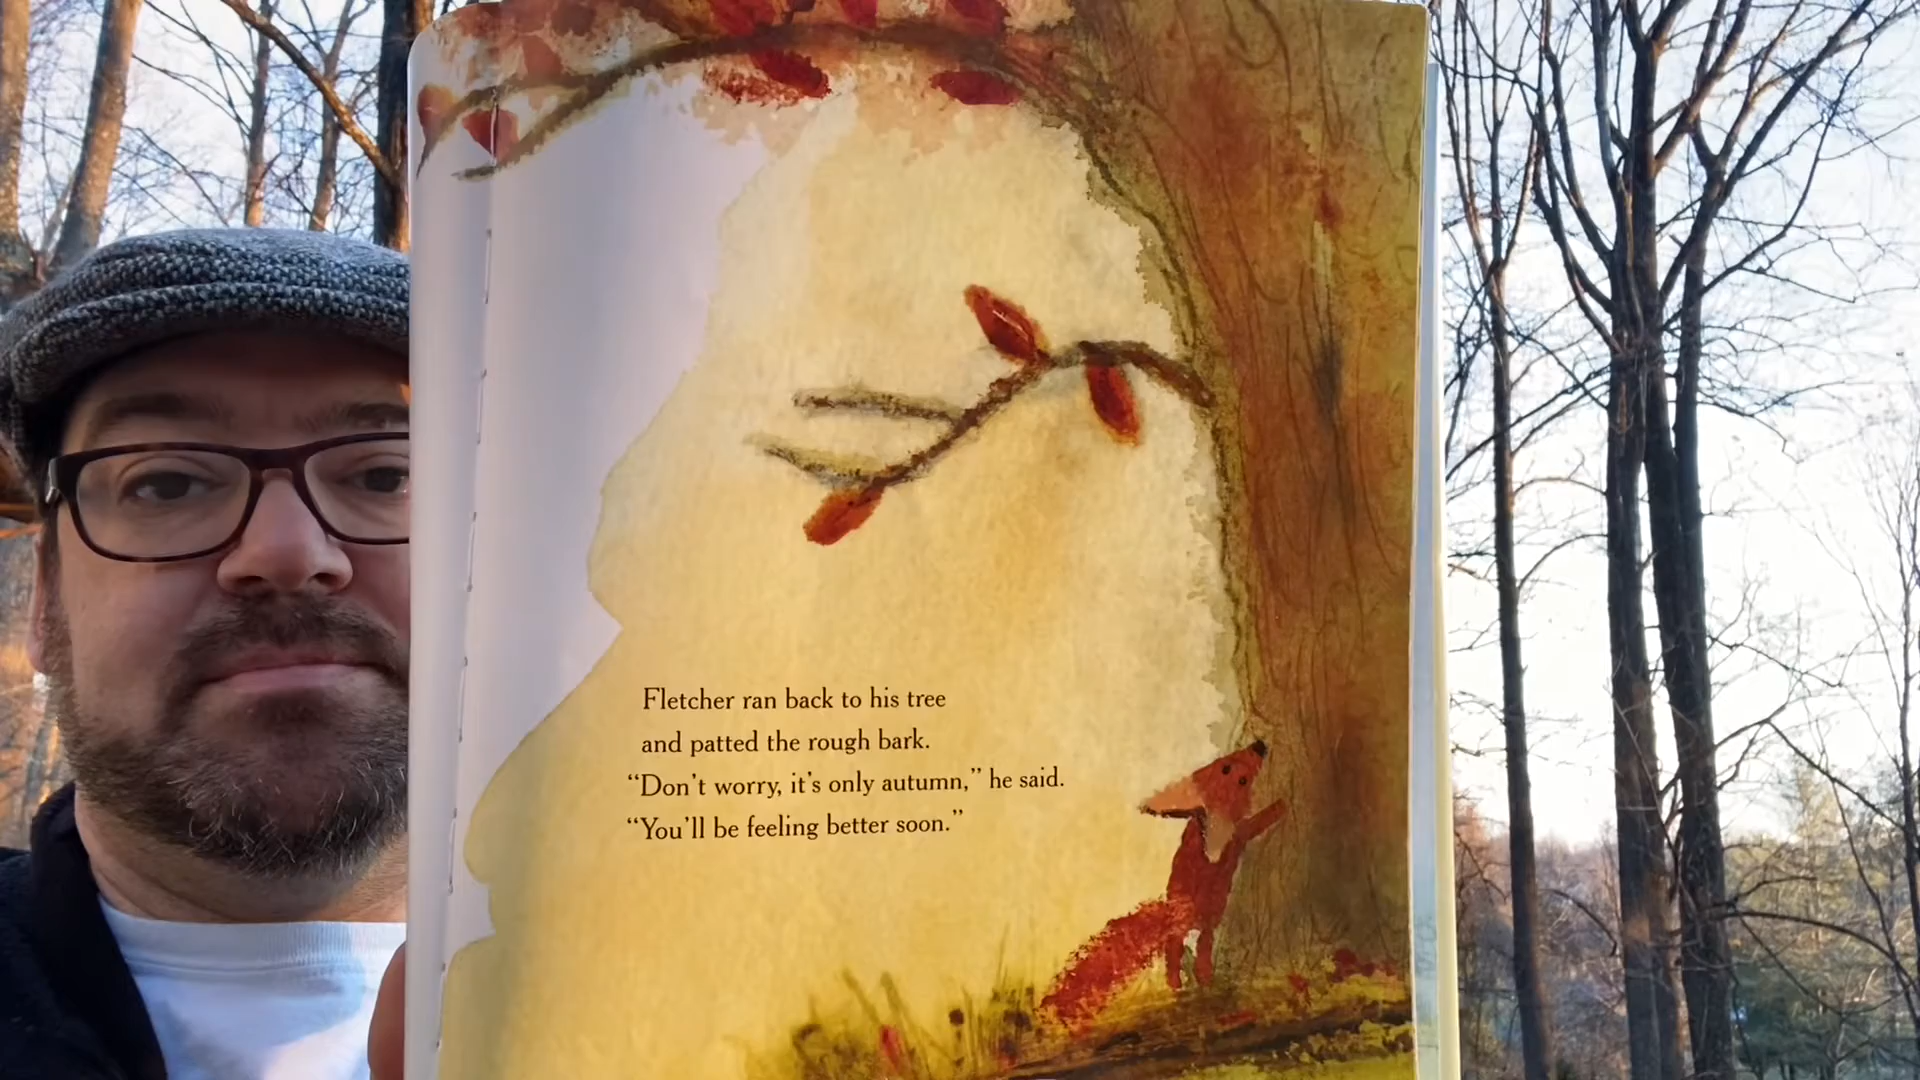 Fletcher ran back to his tree
and patted the rough bark.
“Don’t worry, it’s only autumn,” he said.
“You’ll be feeling better soon.”